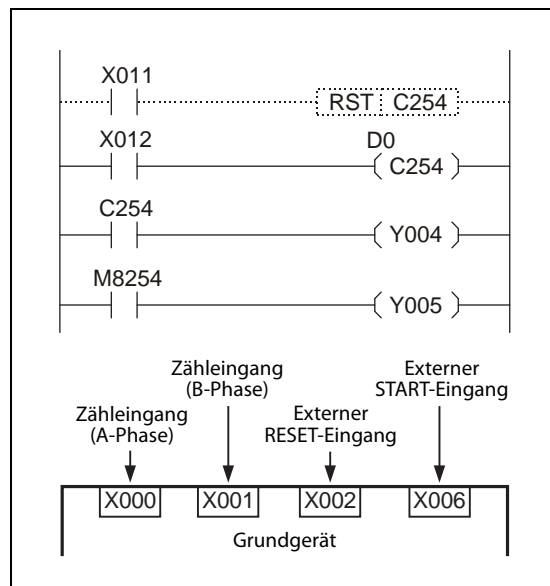 X011
RST C254
X012 D0
C254
C254
Y004
M8254
Y005
Zähleingang
(B-Phase)
Externer
START-Eingang
Zähleingang
(A-Phase)
Externer
RESET-Eingang
X000 X001 X002 X006
Grundgerät